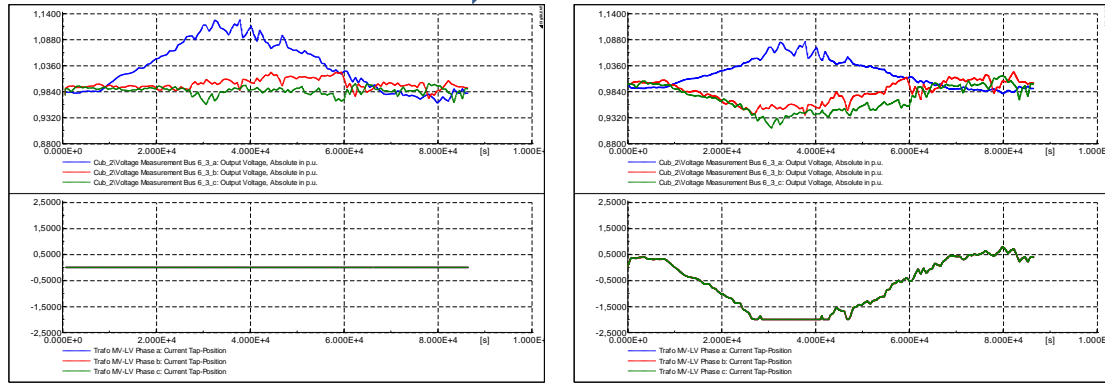 1,1400
1,0880
1,0360
0,9840
0,9320
0,8800
0.000E+0 2.000E+4 4.000E+4 6.000E+4 8.000E+4 [s] 1.000E+
Cub_2\Voltage Measurement Bus 6_3_a: Output Voltage, Absolute in p.u.
Cub_2\Voltage Measurement Bus 6_3_b: Output Voltage, Absolute in p.u.
Cub_2\Voltage Measurement Bus 6_3_c: Output Voltage, Absolute in p.u.
2,5000
1,5000
0,5000
-0,5000
-1,5000
-2,5000
0.000E+0 2.000E+4 4.000E+4 6.000E+4 8.000E+4 [s] 1.000E+
Trafo MV-LV Phase a: Current Tap-Position
Trafo MV-LV Phase b: Current Tap-Position
Trafo MV-LV Phase c: Current Tap-Position
1,1400
1,0880
1,0360
0,9840
0,9320
0,8800
0.000E+0 2.000E+4 4.000E+4 6.000E+4 8.000E+4 [s] 1.000E+
Cub_2\Voltage Measurement Bus 6_3_a: Output Voltage, Absolute in p.u.
Cub_2\Voltage Measurement Bus 6_3_b: Output Voltage, Absolute in p.u.
Cub_2\Voltage Measurement Bus 6_3_c: Output Voltage, Absolute in p.u.
2,5000
1,5000
0,5000
-0,5000
-1,5000
-2,5000
0.000E+0 2.000E+4 4.000E+4 6.000E+4 8.000E+4 [s] 1.000E+
Trafo MV-LV Phase a: Current Tap-Position
Trafo MV-LV Phase b: Current Tap-Position
Trafo MV-LV Phase c: Current Tap-Position